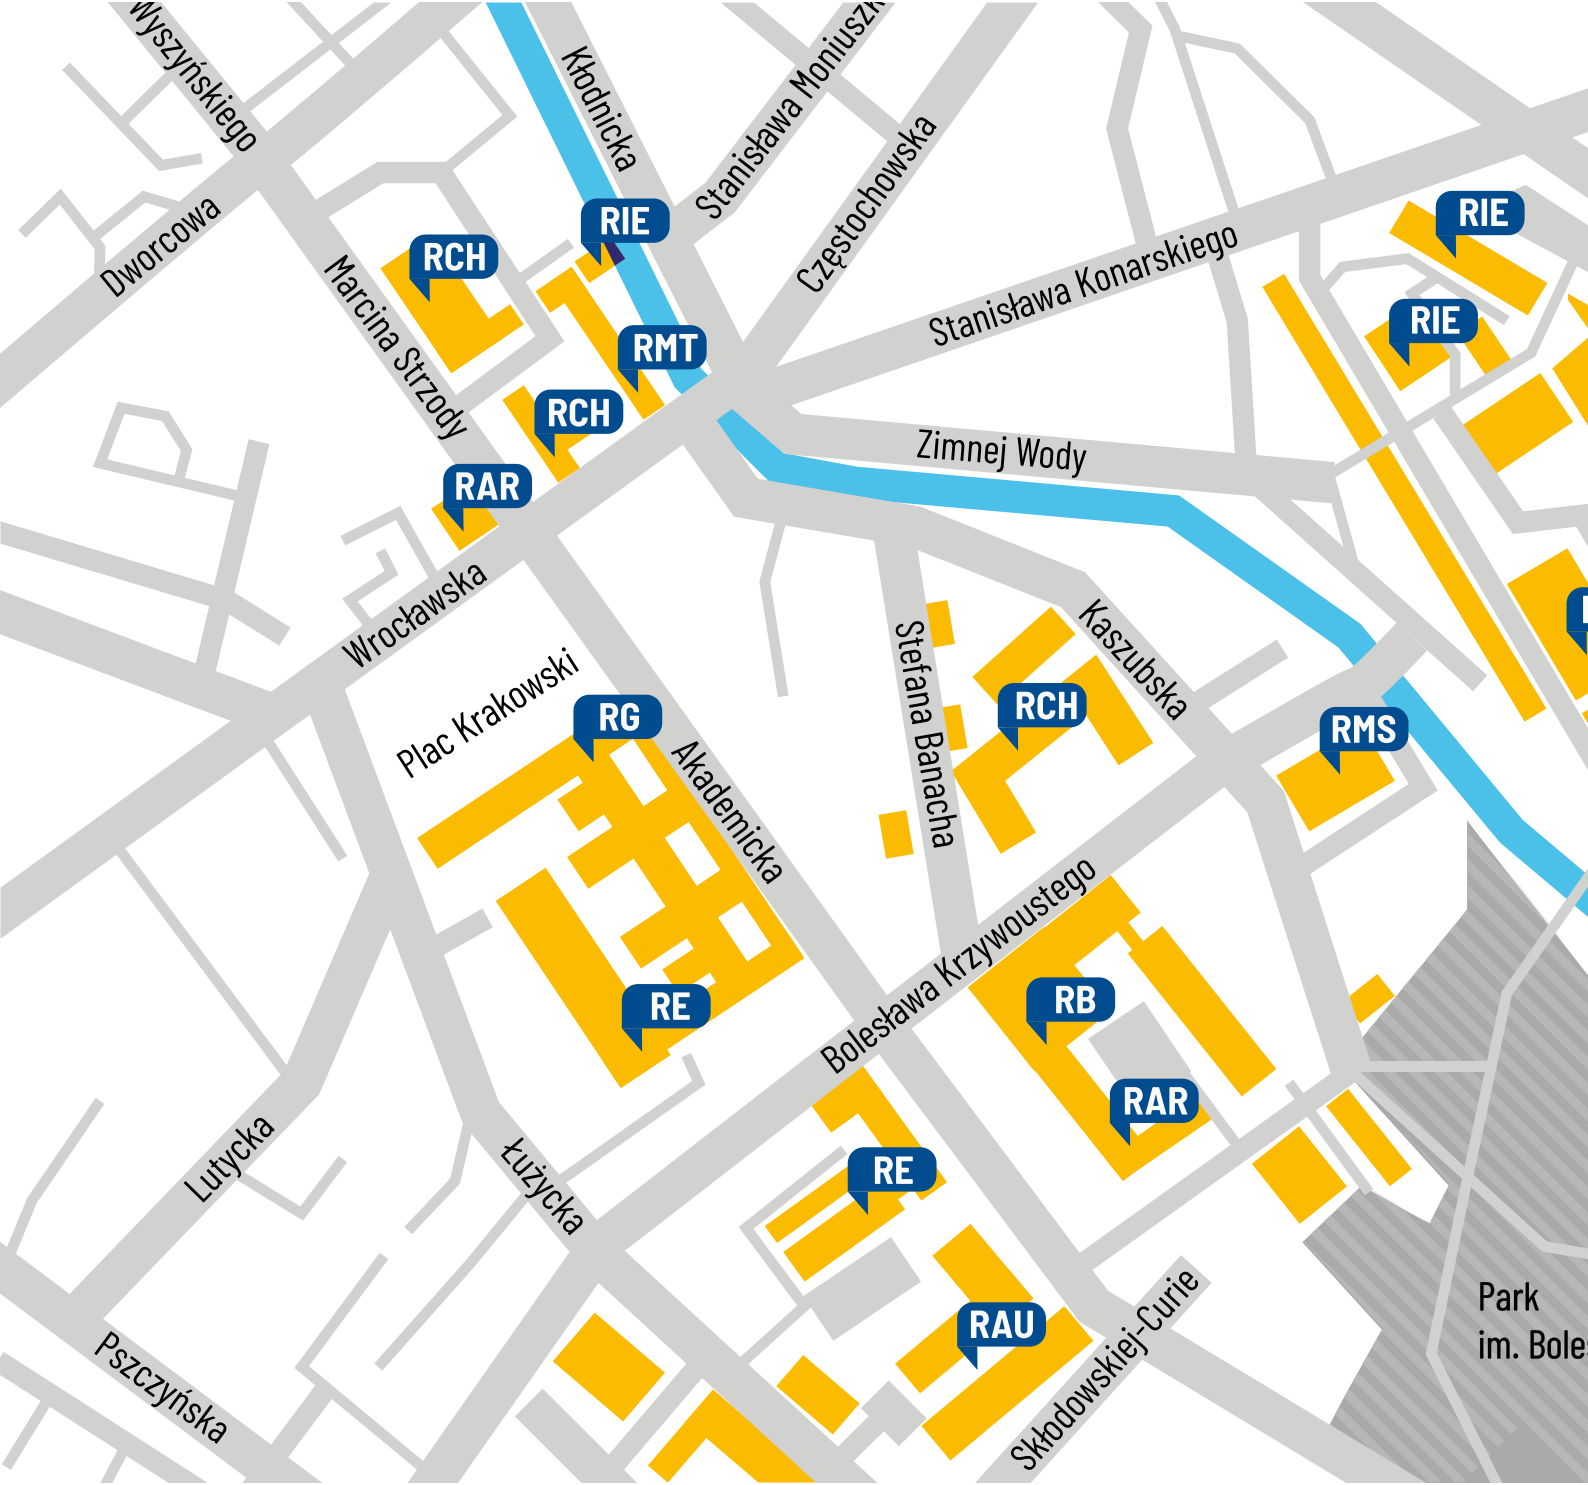 Wyszyńskiego
Kłodnicka
Stanisława Moniuszk
Częstochowska
Dworcowa
RIE
RIE
RCH
Marcina Strzody
Stanisława Konarskiego
RIE
RMT
RCH
Zimnej Wody
RAR
Wrocławska
Stefana Banacha
Kaszubska
Plac Krakowski
RG
RCH
RMS
Akademicka
Bolesława Krzywoustego
RE
RB
RAR
Lutycka
Łużycka
RE
Park
im. Boles
RAU
Skłodowskiej-Curie
Pszczyńska